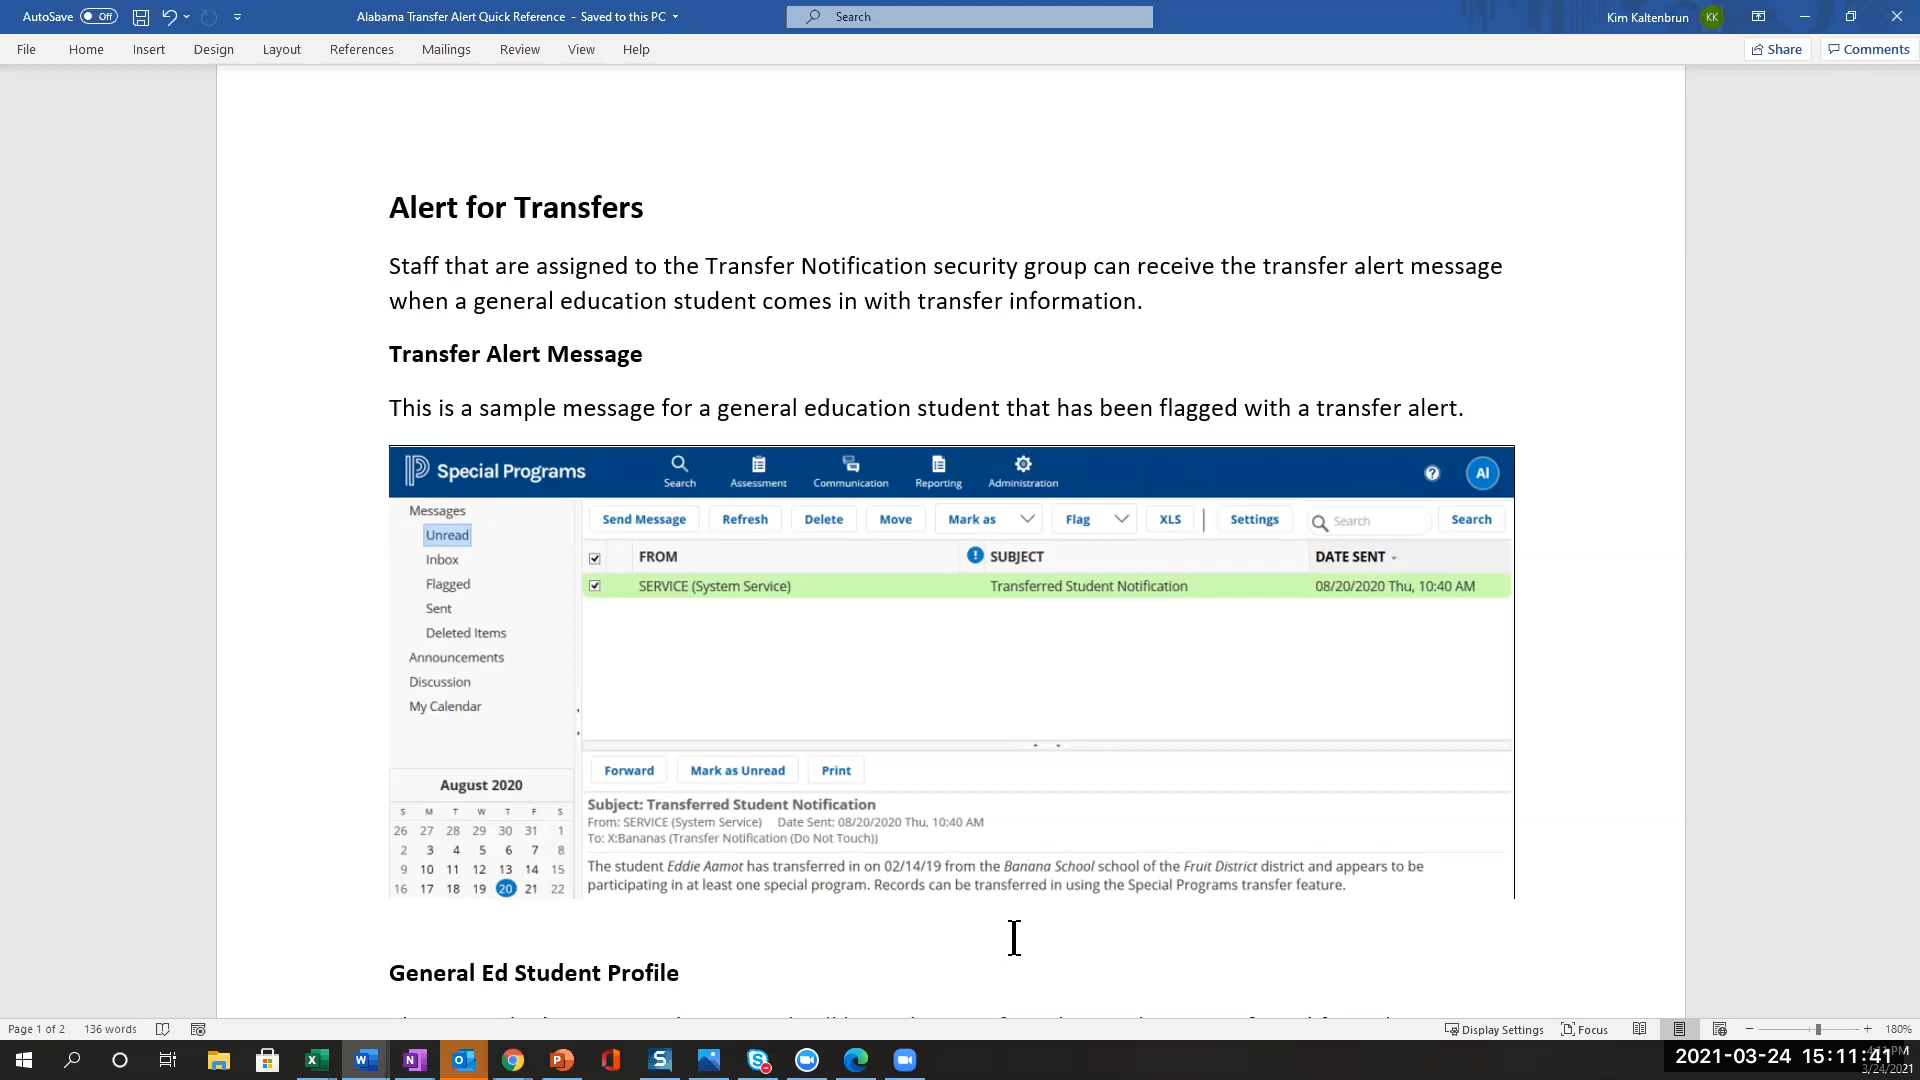 AutoSave Off Alabama Transfer Alert Quick Reference - Saved to this PC Search Kim Kaltenbrun KK
File Home Insert Design Layout References Mailings Review View Help Share Comments
Alert for Transfers
Staff that are assigned to the Transfer Notification security group can receive the transfer alert message
when a general education student comes in with transfer information.
Transfer Alert Message
This is a sample message for a general education student that has been flagged with a transfer alert.
Special Programs Search Assessment Communication Reporting Administration ? AI
Messages
Unread
Inbox
Flagged
Sent
Deleted Items
Announcements
Discussion
My Calendar
Send Message Refresh Delete Move Mark as Flag XLS Settings Search Search
FROM ! SUBJECT DATE SENT
SERVICE (System Service) Transferred Student Notification 08/20/2020 Thu, 10:40 AM
August 2020
S M T W T F S
26 27 28 29 30 31 1
2 3 4 5 6 7 8
9 10 11 12 13 14 15
16 17 18 19 20 21 22
Forward Mark as Unread Print
Subject: Transferred Student Notification
From: SERVICE (System Service) Date Sent: 08/20/2020 Thu, 10:40 AM
To: X:Bananas (Transfer Notification (Do Not Touch))
The student Eddie Aamot has transferred in on 02/14/19 from the Banana School school of the Fruit District district and appears to be
participating in at least one special program. Records can be transferred in using the Special Programs transfer feature.
General Ed Student Profile
Page 1 of 2 136 words Display Settings Focus 180%
2021-03-24 15:11:41
3/24/2021